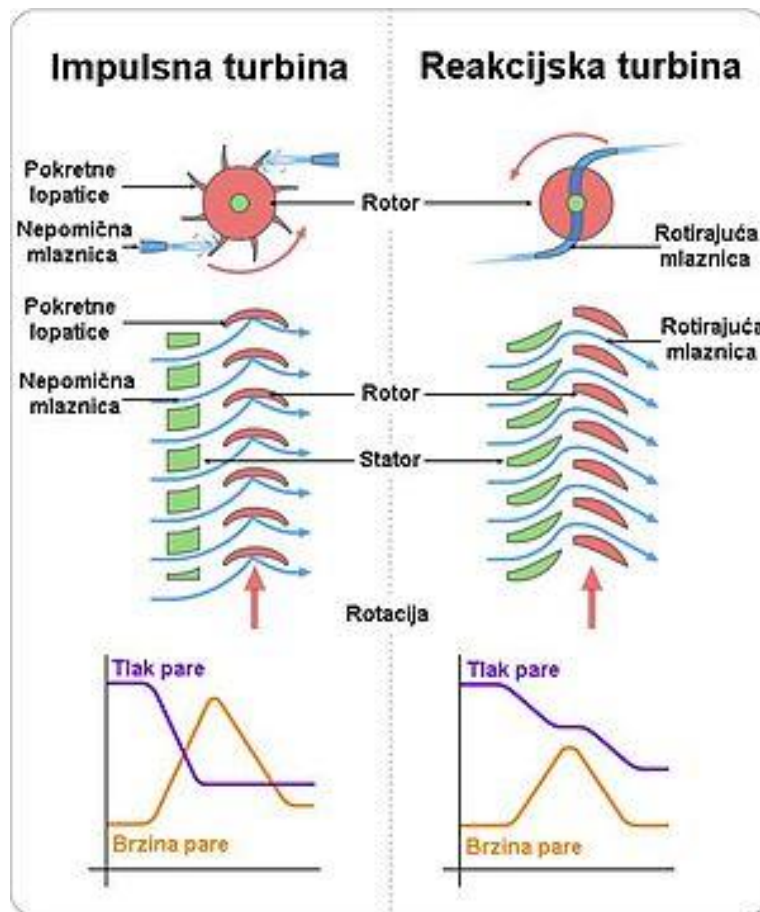 Impulsna turbina
Reakcijska turbina
Pokretne
lopatice
Nepomična
mlaznica
Rotor
Rotirajuća
mlaznica
Pokretne
lopatice
Nepomična
mlaznica
Rotirajuća
mlaznica
Rotor
Stator
Rotacija
Tlak pare
Brzina pare
Tlak pare
Brzina pare